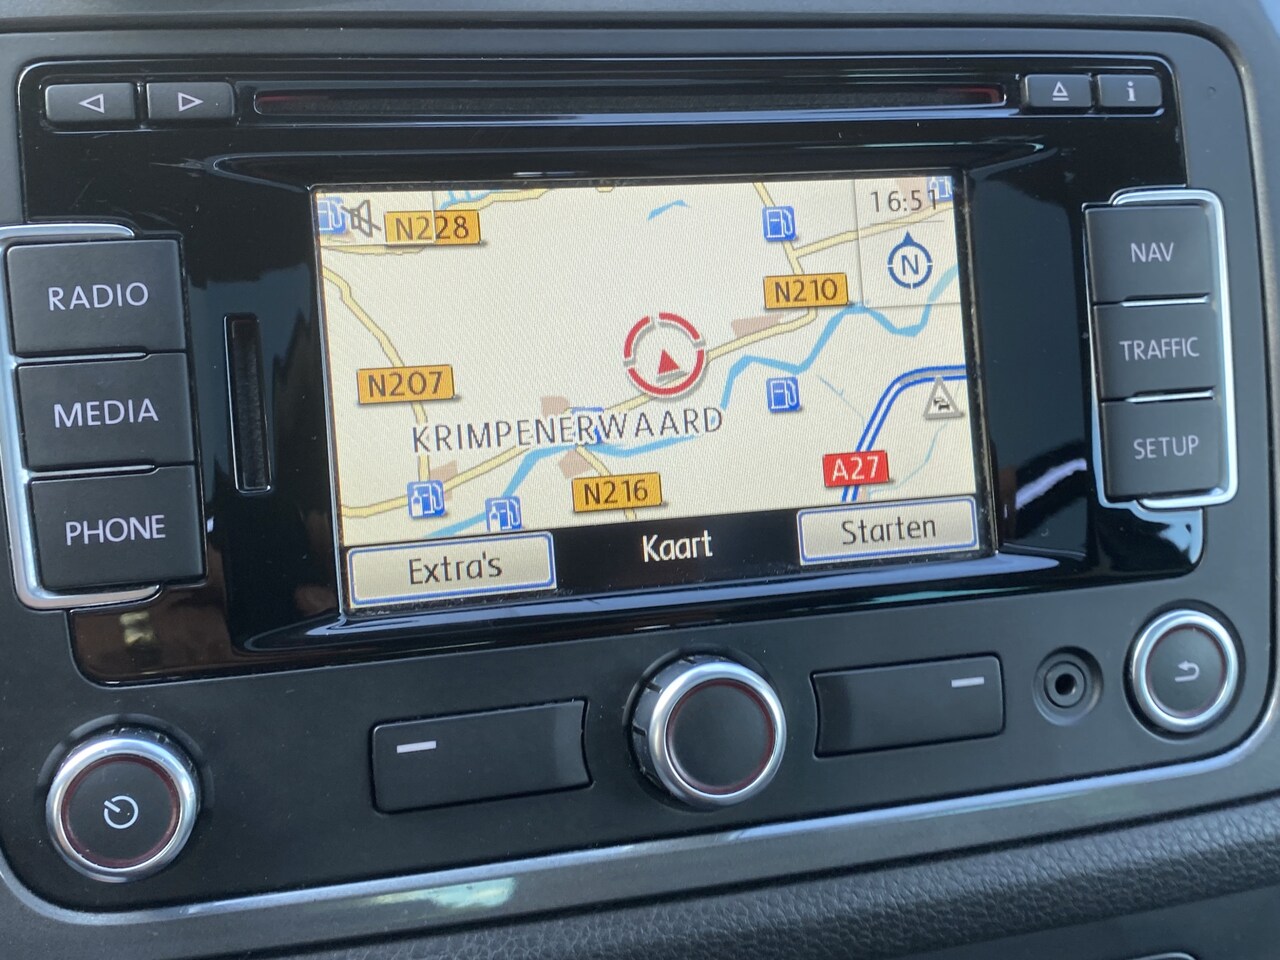 i
RADIO
MEDIA
PHONE
NAV
TRAFFIC
SETUP
16:51
N228
N
N210
N207
KRIMPENERWAARD
A27
N216
Extra's
Kaart
Starten